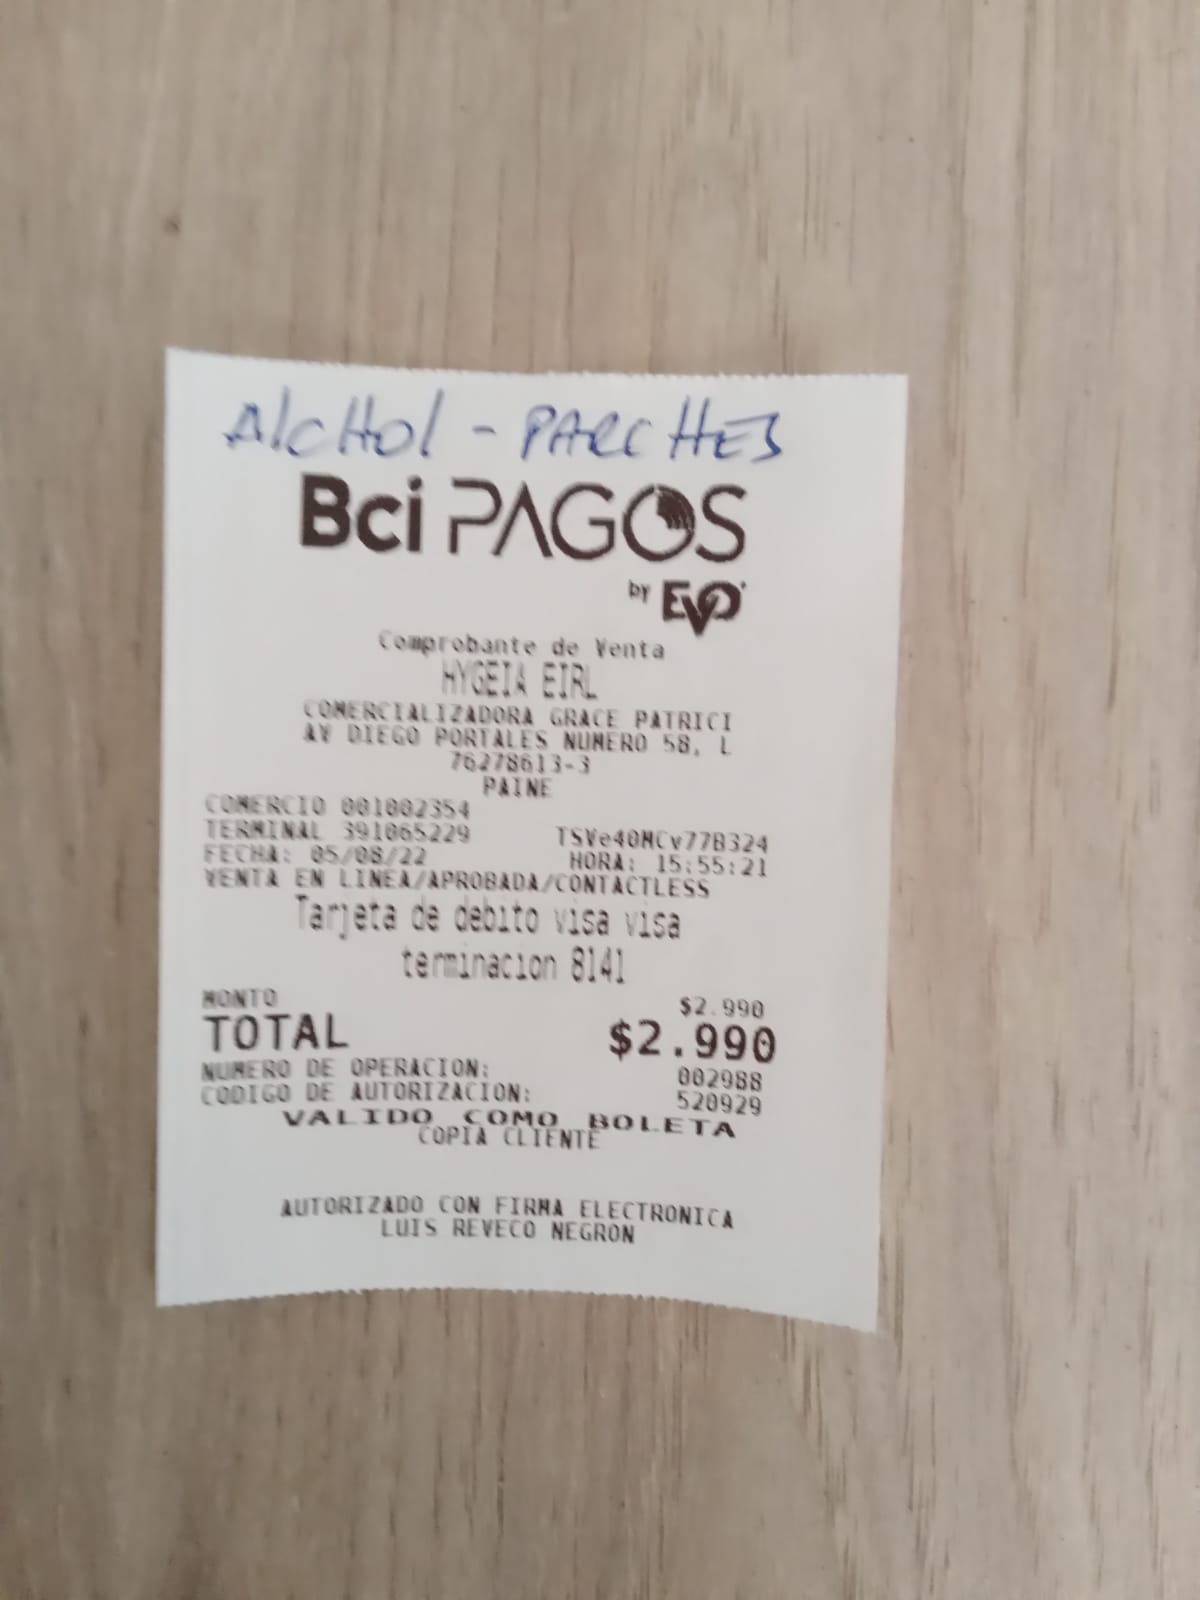 AlcHol - PARCHES
Bci PAGOS
by EVO
Comprobante de Venta
HYGEIA EIRL
COMERCIALIZADORA GRACE PATRICI
AV DIEGO PORTALES NUMERO 58, L
76278613-3
PAINE
COMERCIO 001002354
TERMINAL 391065229 TSVe40MCv77B324
FECHA: 05/08/22 HORA: 15:55:21
VENTA EN LINEA/APROBADA/CONTACTLESS
Tarjeta de debito visa visa
terminacion 8141
MONTO $2.990
TOTAL $2.990
NUMERO DE OPERACION: 002988
CODIGO DE AUTORIZACION: 520929
VALIDO COMO BOLETA
COPIA CLIENTE
AUTORIZADO CON FIRMA ELECTRONICA
LUIS REVECO NEGRON